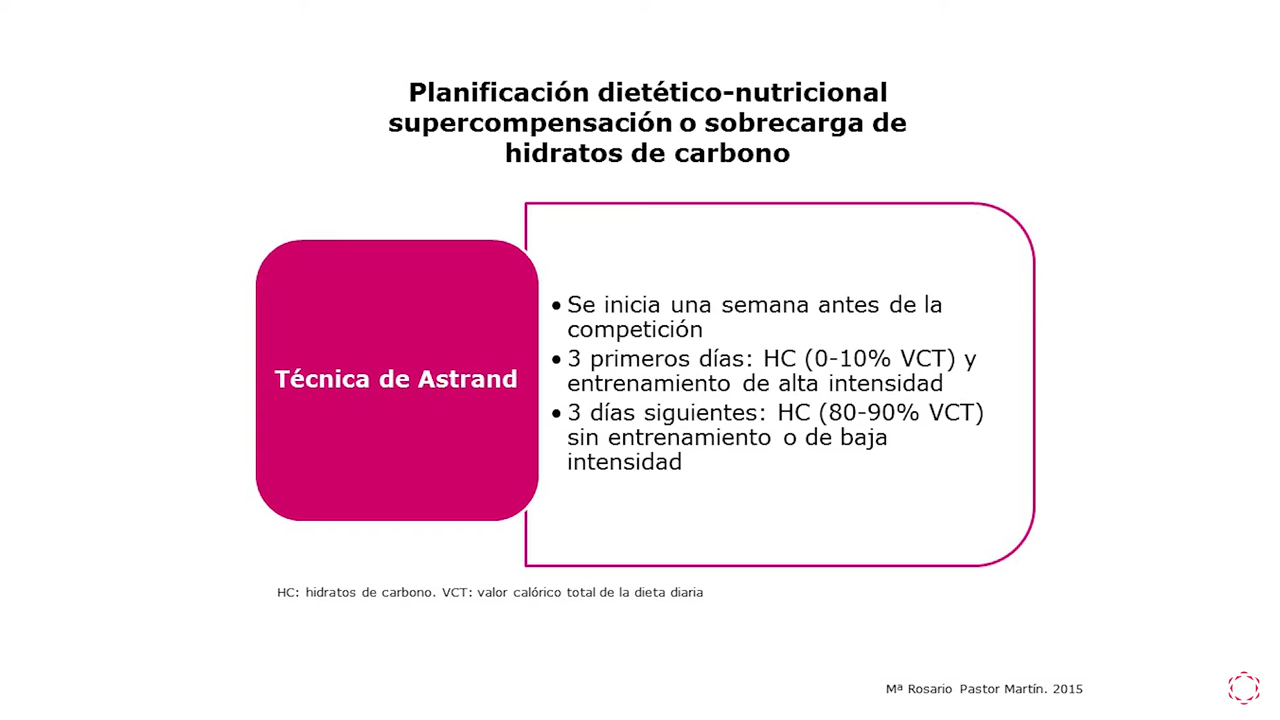 Planificación dietético-nutricional
supercompensación o sobrecarga de
hidratos de carbono
Técnica de Astrand
• Se inicia una semana antes de la
competición
• 3 primeros días: HC (0-10% VCT) y
entrenamiento de alta intensidad
• 3 días siguientes: HC (80-90% VCT)
sin entrenamiento o de baja
intensidad
HC: hidratos de carbono. VCT: valor calórico total de la dieta diaria
Mª Rosario Pastor Martín. 2015